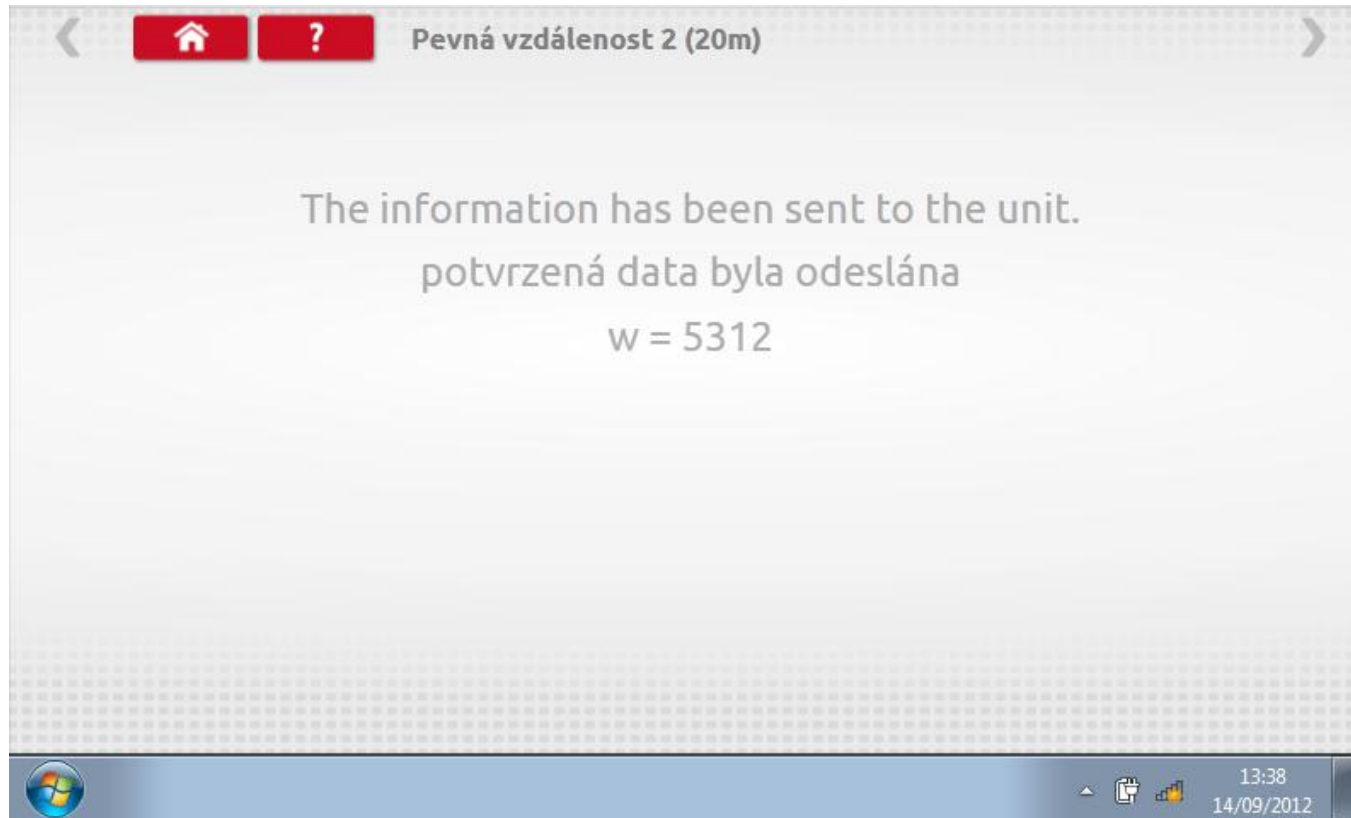 ? Pevná vzdálenost 2 (20m)
The information has been sent to the unit.
potvrzená data byla odeslána
w = 5312
13:38
14/09/2012